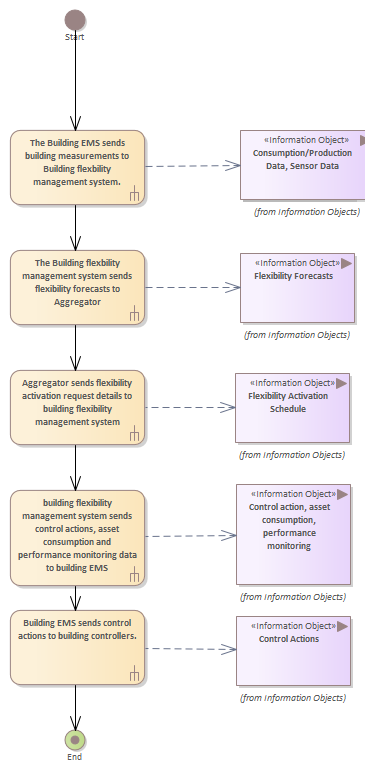 Start
The Building EMS sends
building measurements to
Building flexbility
management system.
«Information Object»
Consumption/Production
Data, Sensor Data
(from Information Objects)
The Building flexbility
management system sends
flexibility forecasts to
Aggregator
«Information Object»
Flexibility Forecasts
(from Information Objects)
Aggregator sends flexibility
activation request details to
building flexibility
management system
«Information Object»
Flexibility Activation
Schedule
(from Information Objects)
building flexibility
management system sends
control actions, asset
consumption and
performance monitoring data
to building EMS
«Information Object»
Control action, asset
consumption,
performance
monitoring
(from Information Objects)
Building EMS sends control
actions to building controllers.
«Information Object»
Control Actions
(from Information Objects)
End